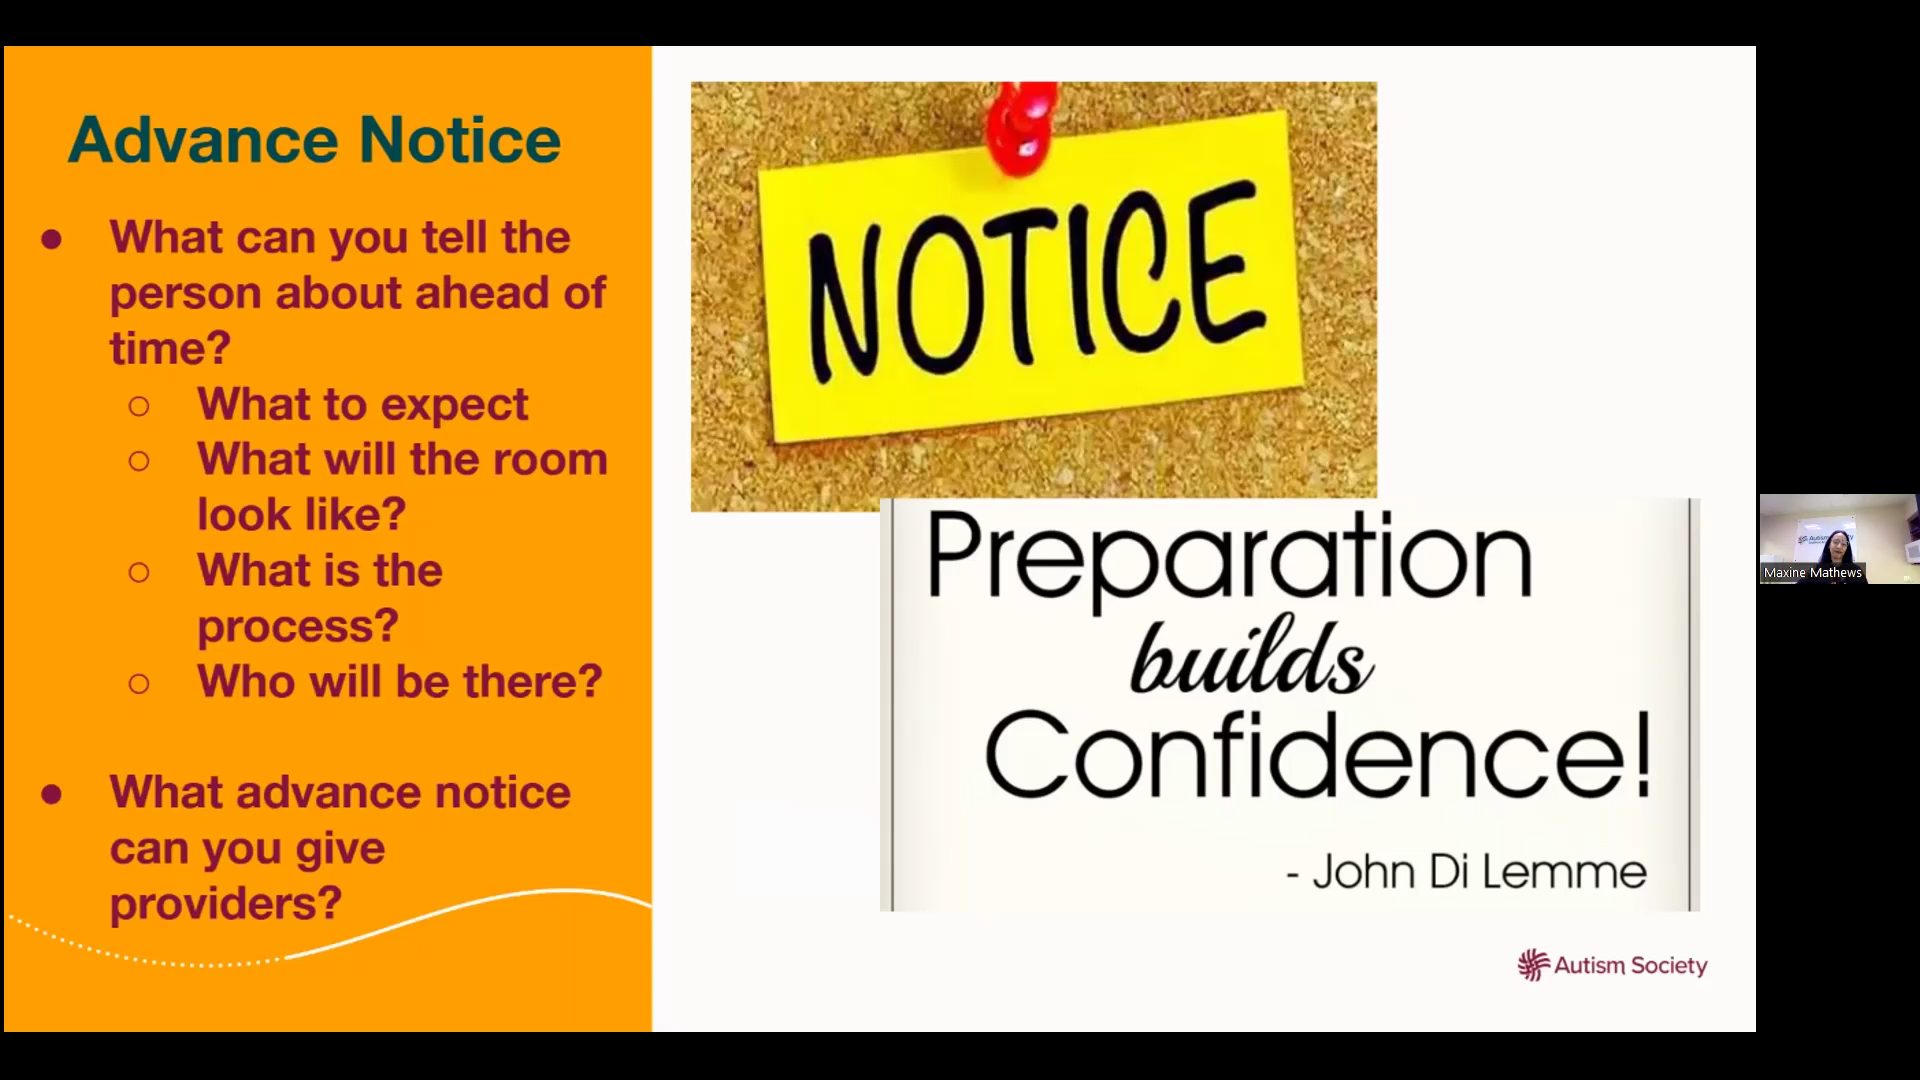 Advance Notice
● What can you tell the
person about ahead of
time?
○ What to expect
○ What will the room
look like?
○ What is the
process?
○ Who will be there?
● What advance notice
can you give
providers?
NOTICE
Preparation
builds
Confidence!
- John Di Lemme
Autism Society
Maxine Mathews